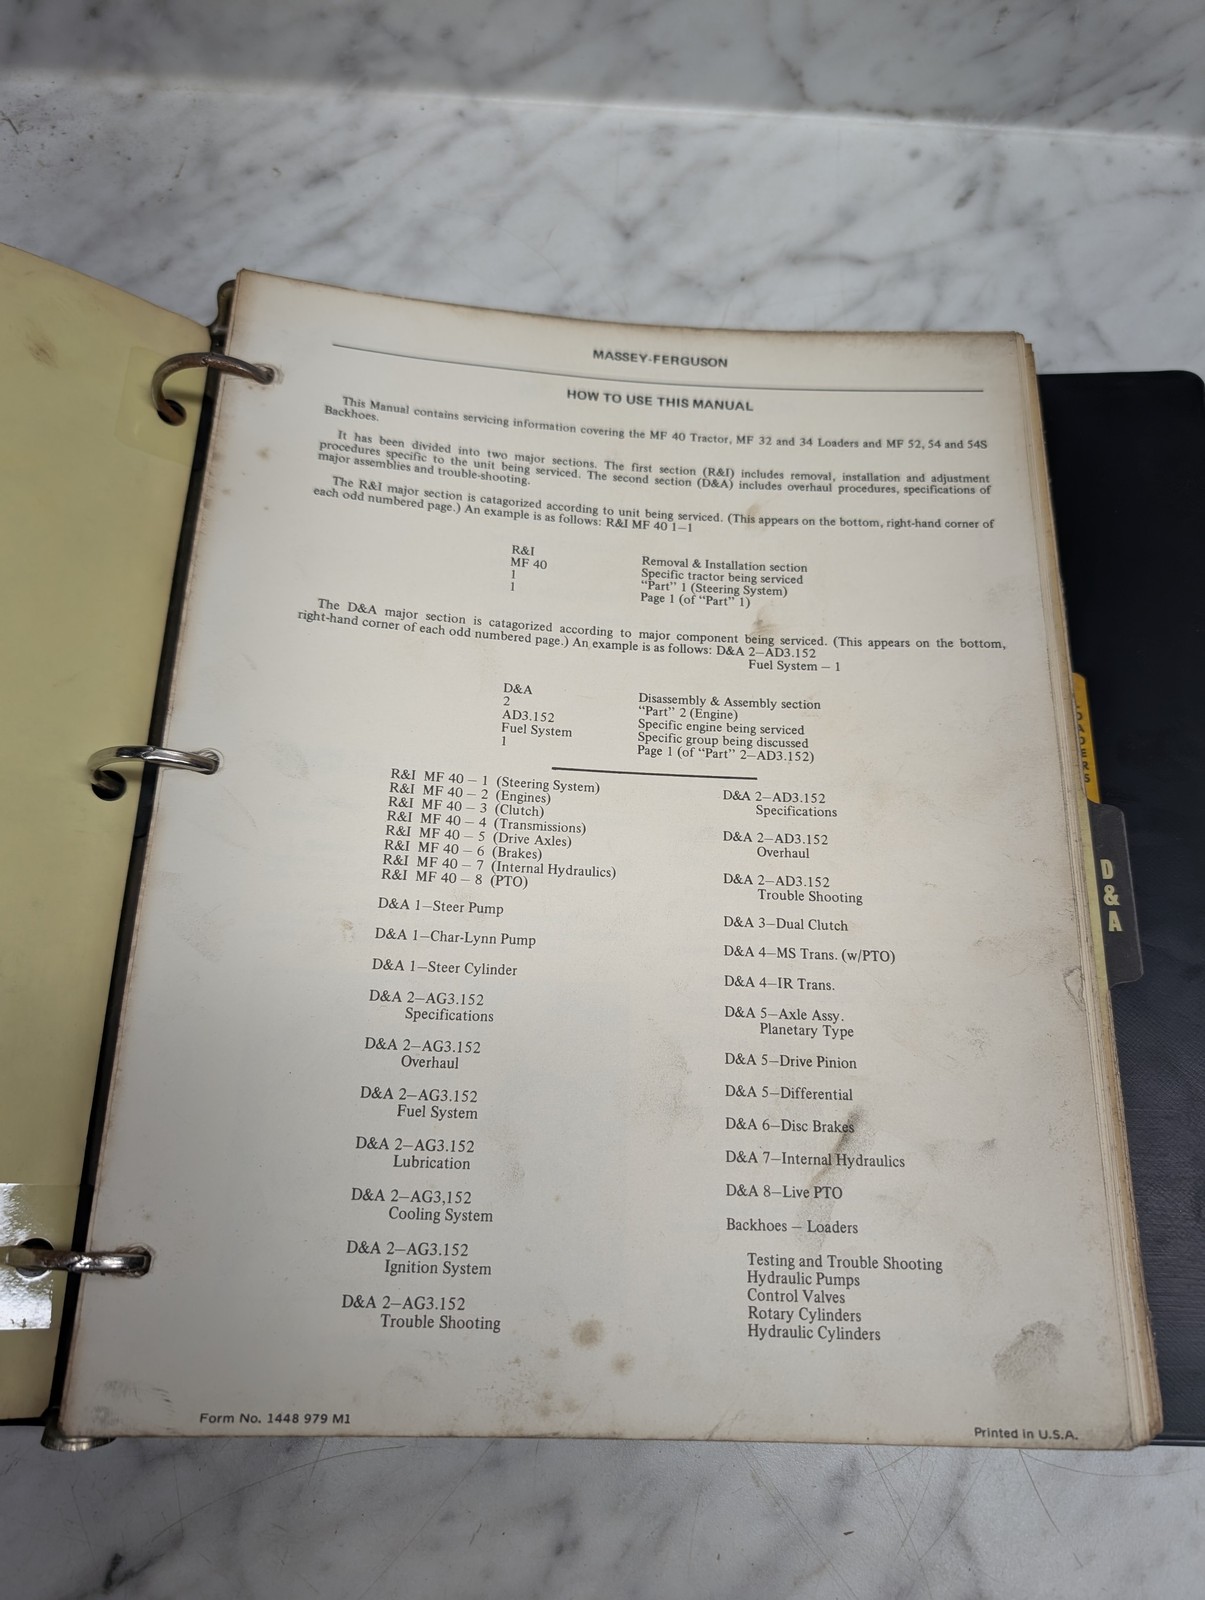 MASSEY-FERGUSON
HOW TO USE THIS MANUAL
This Manual contains servicing information covering the MF 40 Tractor, MF 32 and 34 Loaders and MF 52, 54 and 54S
Backhoes.
It has been divided into two major sections. The first section (R&I) includes removal, installation and adjustment
procedures specific to the unit being serviced. The second section (D&A) includes overhaul procedures, specifications of
major assemblies and trouble-shooting.
The R&I major section is catagorized according to unit being serviced. (This appears on the bottom, right-hand corner of
each odd numbered page.) An example is as follows: R&I MF 40 1–1
R&I Removal & Installation section
MF 40 Specific tractor being serviced
1 "Part" 1 (Steering System)
1 Page 1 (of "Part" 1)
The D&A major section is catagorized according to major component being serviced. (This appears on the bottom,
right-hand corner of each odd numbered page.) An example is as follows: D&A 2–AD3.152
Fuel System – 1
D&A Disassembly & Assembly section
2 "Part" 2 (Engine)
AD3.152 Specific engine being serviced
Fuel System Specific group being discussed
1 Page 1 (of "Part" 2–AD3.152)
R&I MF 40 – 1 (Steering System)
R&I MF 40 – 2 (Engines)
R&I MF 40 – 3 (Clutch)
R&I MF 40 – 4 (Transmissions)
R&I MF 40 – 5 (Drive Axles)
R&I MF 40 – 6 (Brakes)
R&I MF 40 – 7 (Internal Hydraulics)
R&I MF 40 – 8 (PTO)
D&A 1–Steer Pump
D&A 1–Char-Lynn Pump
D&A 1–Steer Cylinder
D&A 2–AG3.152
Specifications
D&A 2–AG3.152
Overhaul
D&A 2–AG3.152
Fuel System
D&A 2–AG3.152
Lubrication
D&A 2–AG3,152
Cooling System
D&A 2–AG3.152
Ignition System
D&A 2–AG3.152
Trouble Shooting
D&A 2–AD3.152
Specifications
D&A 2–AD3.152
Overhaul
D&A 2–AD3.152
Trouble Shooting
D&A 3–Dual Clutch
D&A 4–MS Trans. (w/PTO)
D&A 4–IR Trans.
D&A 5–Axle Assy.
Planetary Type
D&A 5–Drive Pinion
D&A 5–Differential
D&A 6–Disc Brakes
D&A 7–Internal Hydraulics
D&A 8–Live PTO
Backhoes – Loaders
Testing and Trouble Shooting
Hydraulic Pumps
Control Valves
Rotary Cylinders
Hydraulic Cylinders
Form No. 1448 979 M1
Printed in U.S.A.
LOADERS
D&A